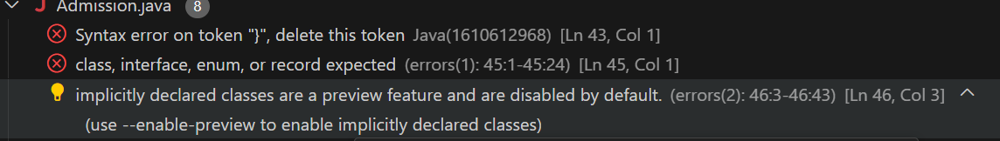 Admission.java 8
Syntax error on token "}", delete this token Java(1610612968) [Ln 43, Col 1]
class, interface, enum, or record expected (errors(1): 45:1-45:24) [Ln 45, Col 1]
implicitly declared classes are a preview feature and are disabled by default. (errors(2): 46:3-46:43) [Ln 46, Col 3]
(use --enable-preview to enable implicitly declared classes)